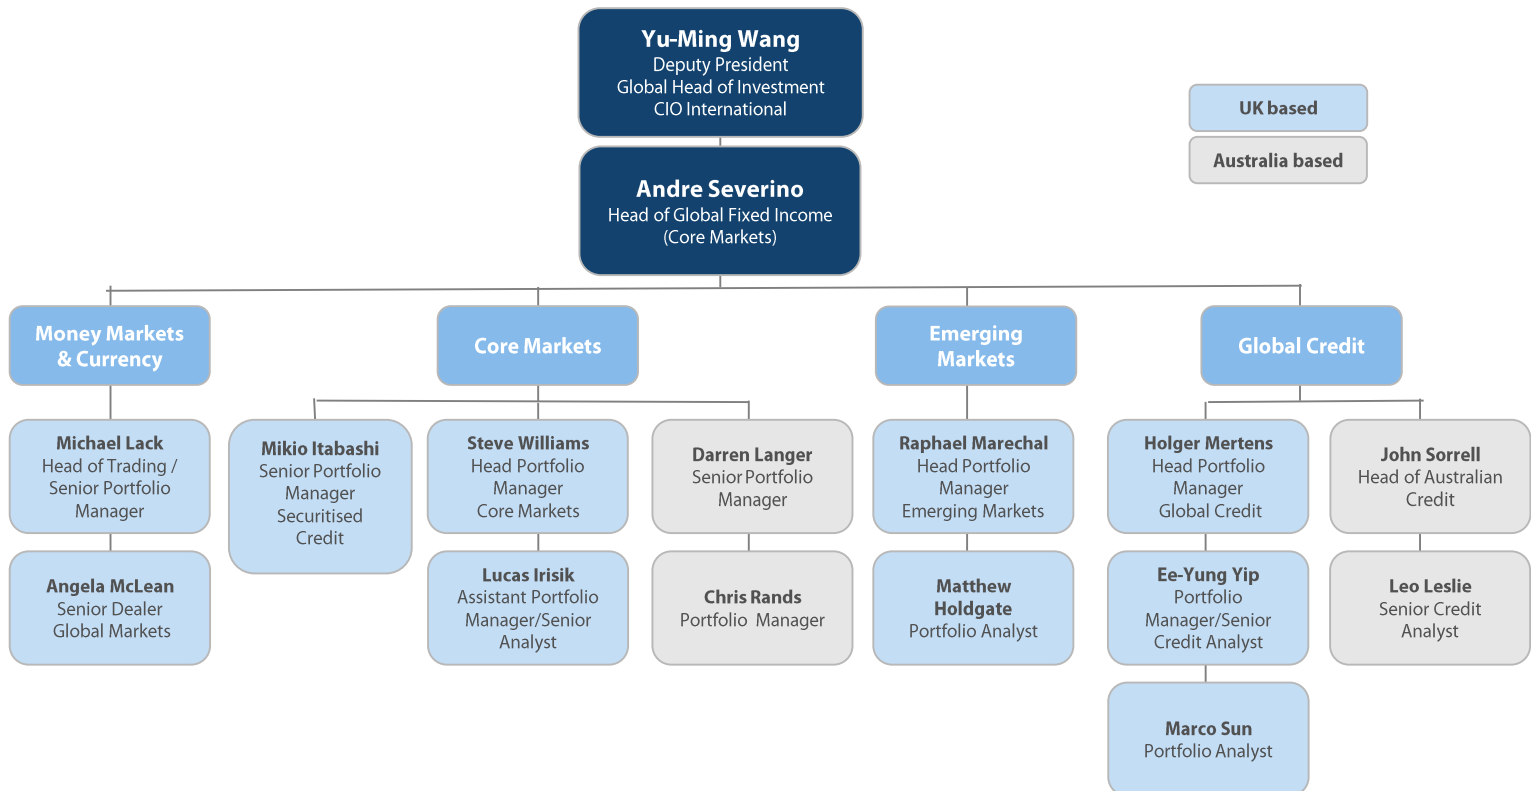 Yu-Ming Wang
Deputy President
Global Head of Investment
CIO International
UK based
Australia based
Andre Severino
Head of Global Fixed Income
(Core Markets)
Money Markets
& Currency
Core Markets
Emerging
Markets
Global Credit
Michael Lack
Head of Trading /
Senior Portfolio
Manager
Mikio Itabashi
Senior Portfolio
Manager
Securitised
Credit
Steve Williams
Head Portfolio
Manager
Core Markets
Darren Langer
Senior Portfolio
Manager
Raphael Marechal
Head Portfolio
Manager
Emerging Markets
Holger Mertens
Head Portfolio
Manager
Global Credit
John Sorrell
Head of Australian
Credit
Angela McLean
Senior Dealer
Global Markets
Lucas Irisik
Assistant Portfolio
Manager/Senior
Analyst
Chris Rands
Portfolio Manager
Matthew
Holdgate
Portfolio Analyst
Ee-Yung Yip
Portfolio
Manager/Senior
Credit Analyst
Leo Leslie
Senior Credit
Analyst
Marco Sun
Portfolio Analyst